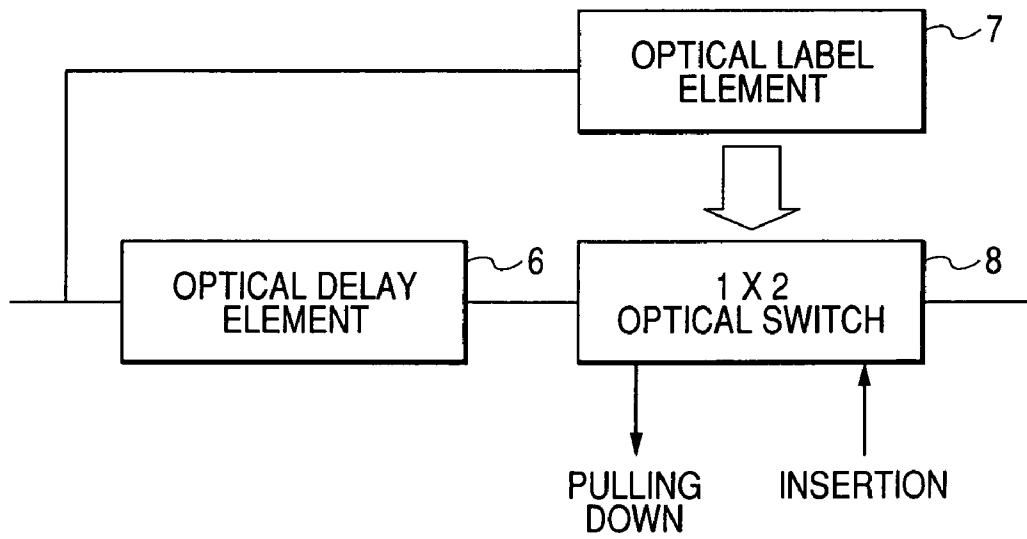 OPTICAL LABEL
ELEMENT
7
OPTICAL DELAY
ELEMENT
6
1 X 2
OPTICAL SWITCH
8
PULLING
DOWN
INSERTION